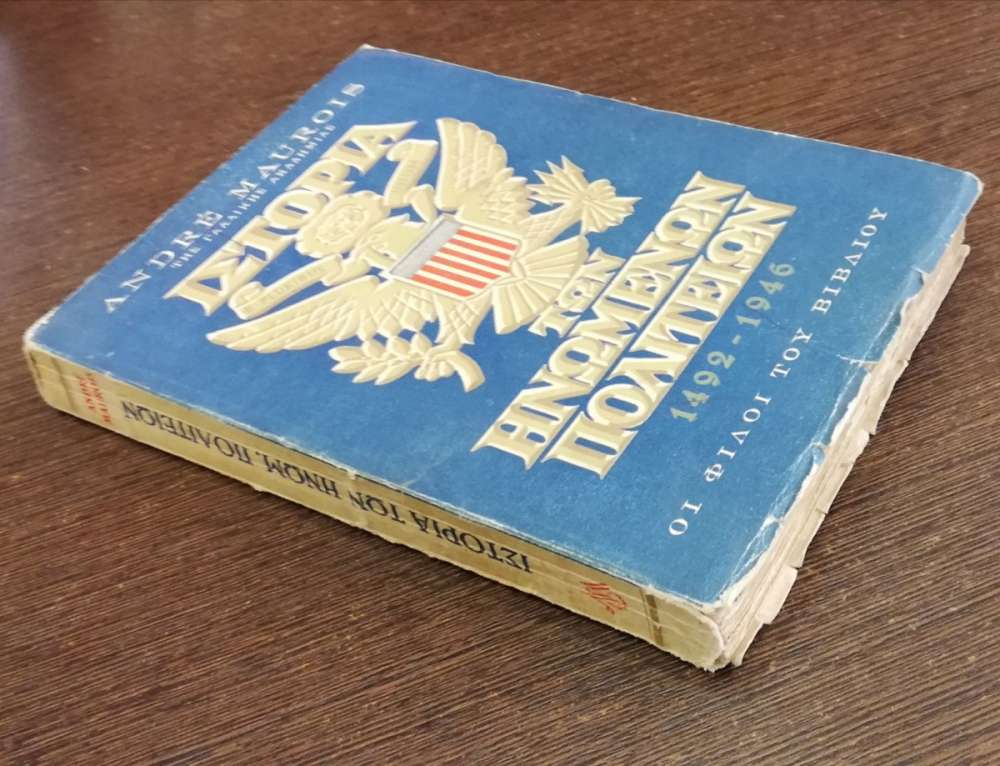 ANDRÉ MAUROIS
ΤΗΣ ΓΑΛΛΙΚΗΣ ΑΚΑΔΗΜΙΑΣ
ΙΣΤΟΡΙΑ
ΤΩΝ
ΗΝΩΜΕΝΩΝ
ΠΟΛΙΤΕΙΩΝ
1492-1946
ΟΙ ΦΙΛΟΙ ΤΟΥ ΒΙΒΛΙΟΥ
ANDRÉ
MAUROIS
ΙΣΤΟΡΙΑ ΤΩΝ ΗΝΩΜ. ΠΟΛΙΤΕΙΩΝ